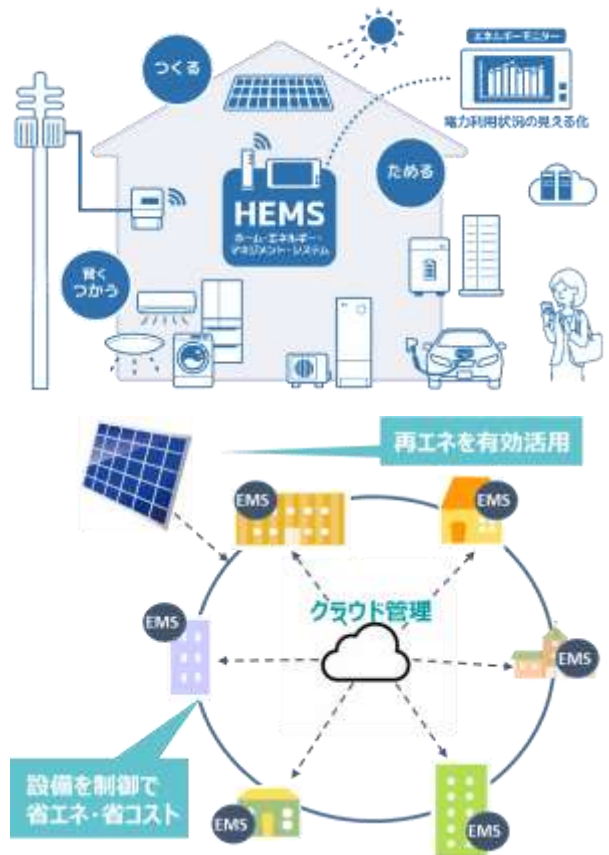 つくる
エネルギーモニター
電力利用状況の見える化
ためる
HEMS
ホーム・エネルギー・
マネジメント・システム
賢く
つかう
再エネを有効活用
EMS
EMS
クラウド管理
EMS
EMS
設備を制御で
省エネ・省コスト
EMS
EMS